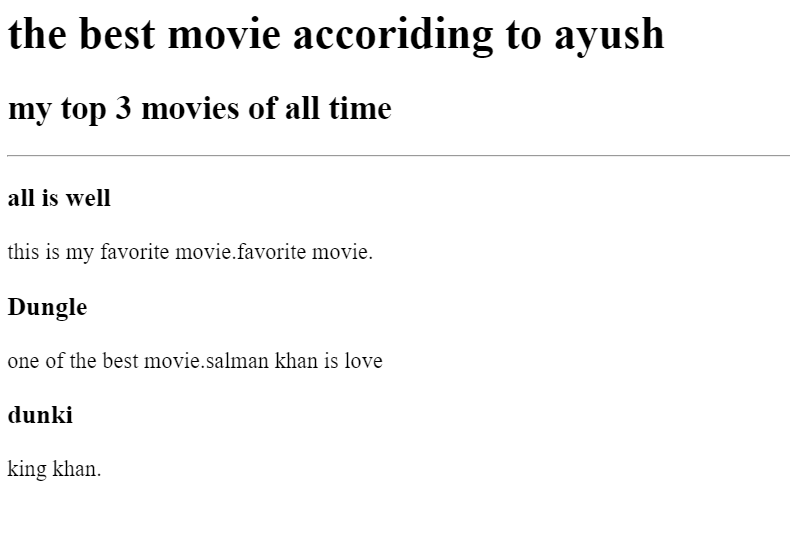 the best movie accoriding to ayush
my top 3 movies of all time
all is well
this is my favorite movie.favorite movie.
Dungle
one of the best movie.salman khan is love
dunki
king khan.